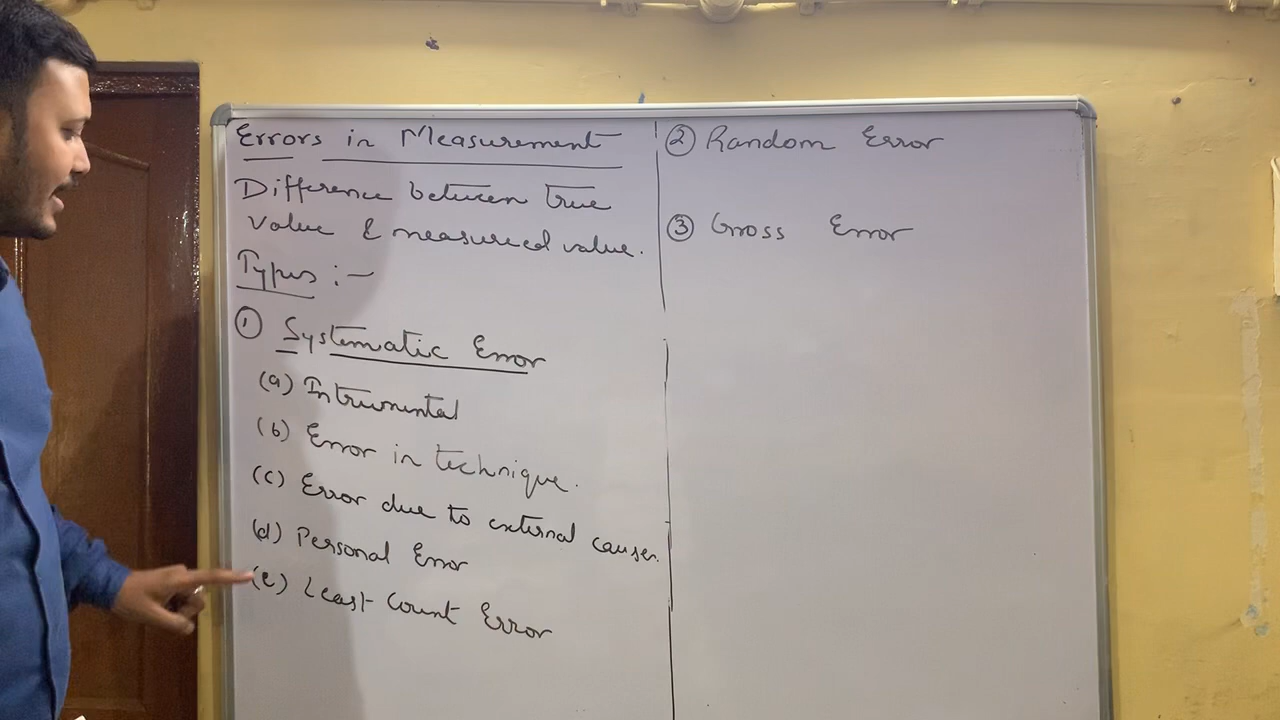 Errors in Measurement
Difference between true
value & measured value.
Types :-
① Systematic Error
(a) Intrumental
(b) Error in technique.
(c) Error due to external causes.
(d) Personal Error
(e) Least Count Error
② Random Error
③ Gross Error